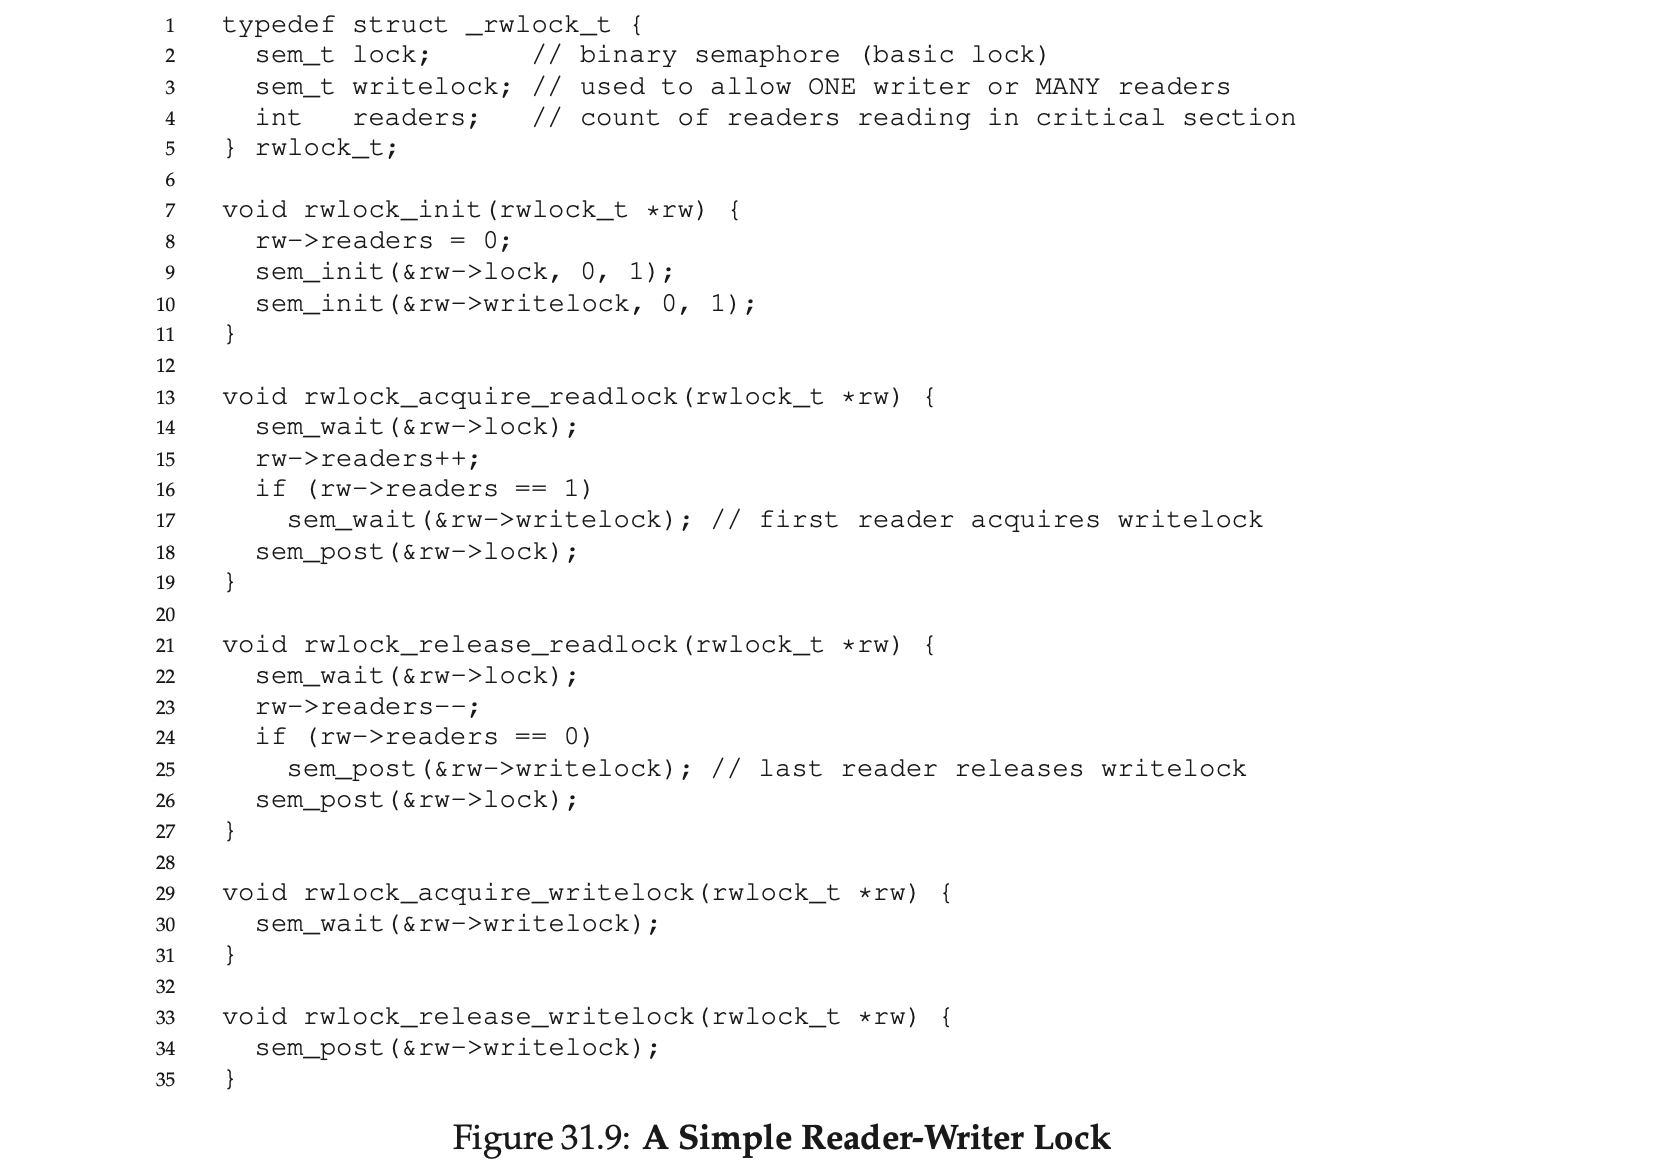 1 typedef struct _rwlock_t {
2   sem_t lock;      // binary semaphore (basic lock)
3   sem_t writelock; // used to allow ONE writer or MANY readers
4   int   readers;   // count of readers reading in critical section
5 } rwlock_t;
6
7 void rwlock_init(rwlock_t *rw) {
8   rw->readers = 0;
9   sem_init(&rw->lock, 0, 1);
10   sem_init(&rw->writelock, 0, 1);
11 }
12
13 void rwlock_acquire_readlock(rwlock_t *rw) {
14   sem_wait(&rw->lock);
15   rw->readers++;
16   if (rw->readers == 1)
17     sem_wait(&rw->writelock); // first reader acquires writelock
18   sem_post(&rw->lock);
19 }
20
21 void rwlock_release_readlock(rwlock_t *rw) {
22   sem_wait(&rw->lock);
23   rw->readers--;
24   if (rw->readers == 0)
25     sem_post(&rw->writelock); // last reader releases writelock
26   sem_post(&rw->lock);
27 }
28
29 void rwlock_acquire_writelock(rwlock_t *rw) {
30   sem_wait(&rw->writelock);
31 }
32
33 void rwlock_release_writelock(rwlock_t *rw) {
34   sem_post(&rw->writelock);
35 }
Figure 31.9: A Simple Reader-Writer Lock